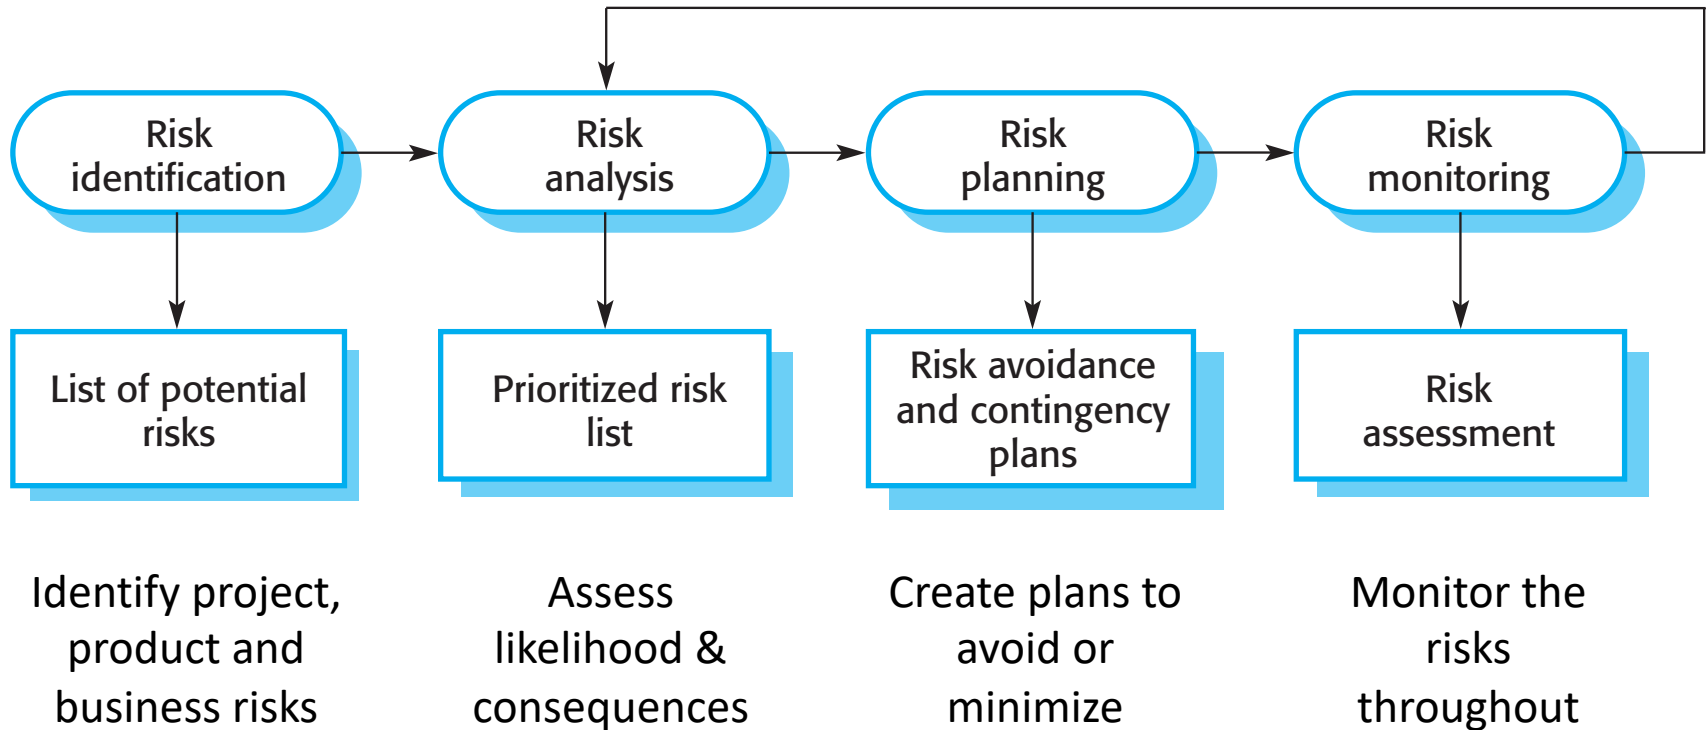 Risk
identification
Risk
analysis
Risk
planning
Risk
monitoring
List of potential
risks
Prioritized risk
list
Risk avoidance
and contingency
plans
Risk
assessment
Identify project,
product and
business risks
Assess
likelihood &
consequences
Create plans to
avoid or
minimize
Monitor the
risks
throughout